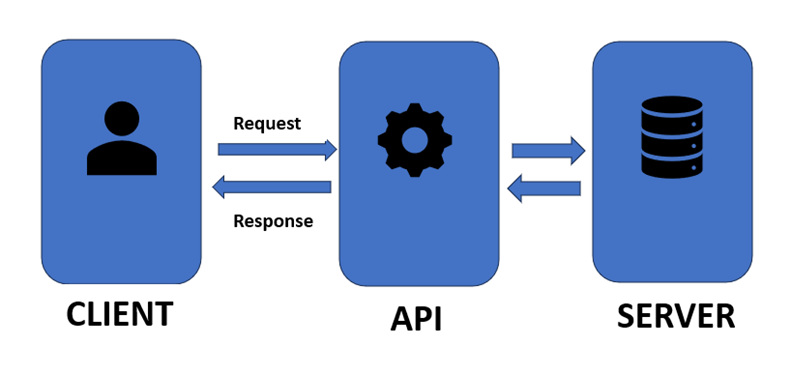 Request
Response
CLIENT
API
SERVER